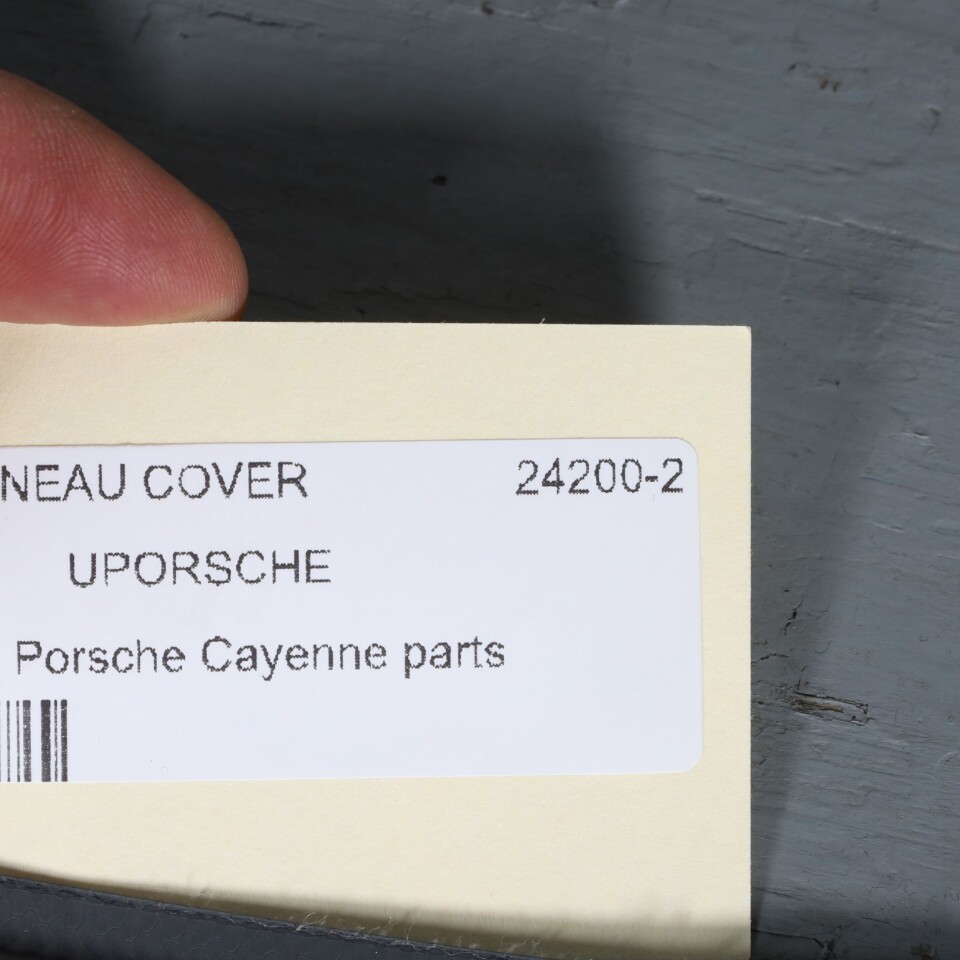 NEAU COVER 24200-2
UPORSCHE
Porsche Cayenne parts